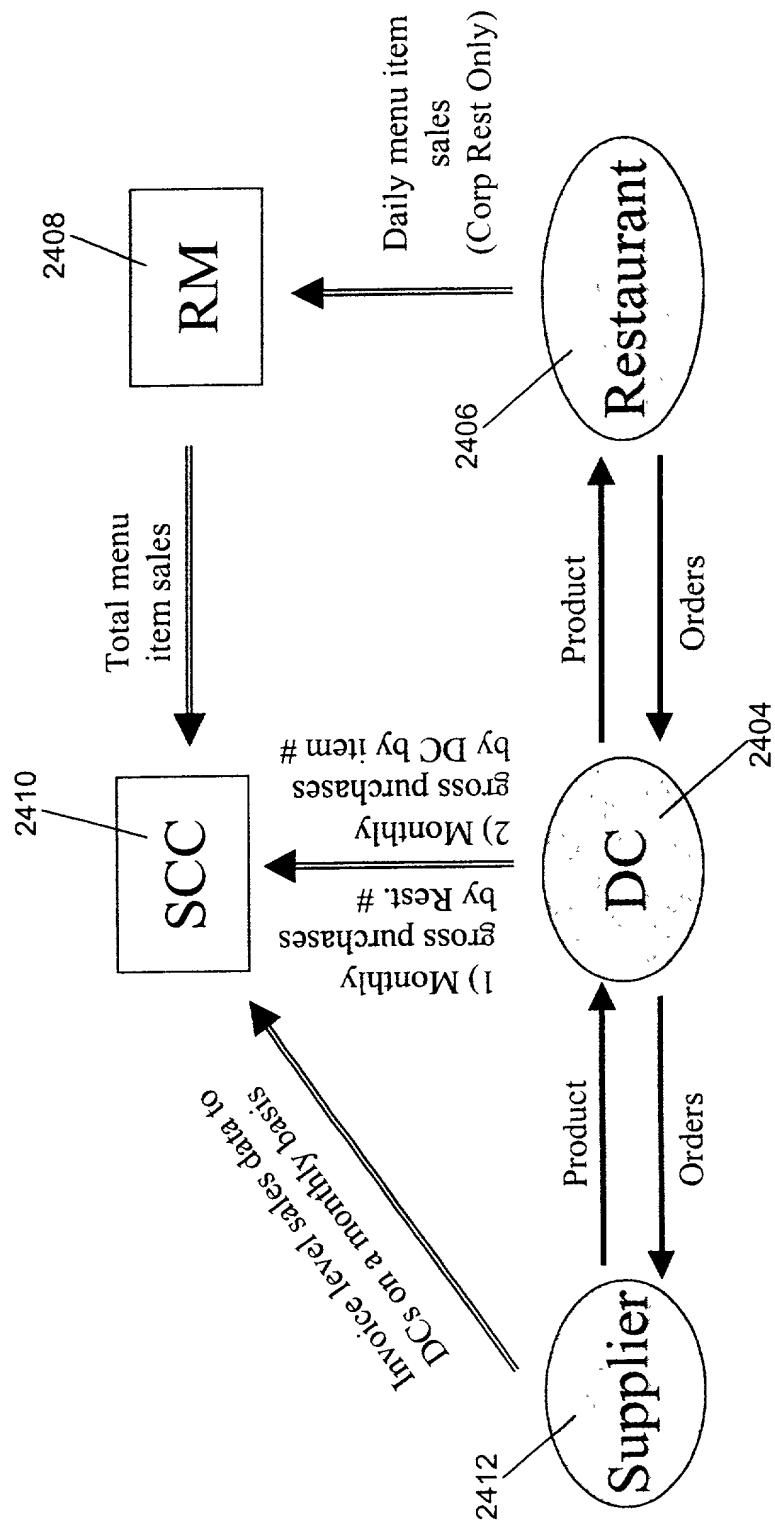 2410
SCC
Total menu
item sales
2408
RM
Invoice level sales data to
DCs on a monthly basis
1) Monthly
gross purchases
by Rest. #
2) Monthly
gross purchases
by DC by item #
Daily menu item
sales
(Corp Rest Only)
2412
Supplier
Product
Orders
DC
2404
Product
Orders
2406
Restaurant